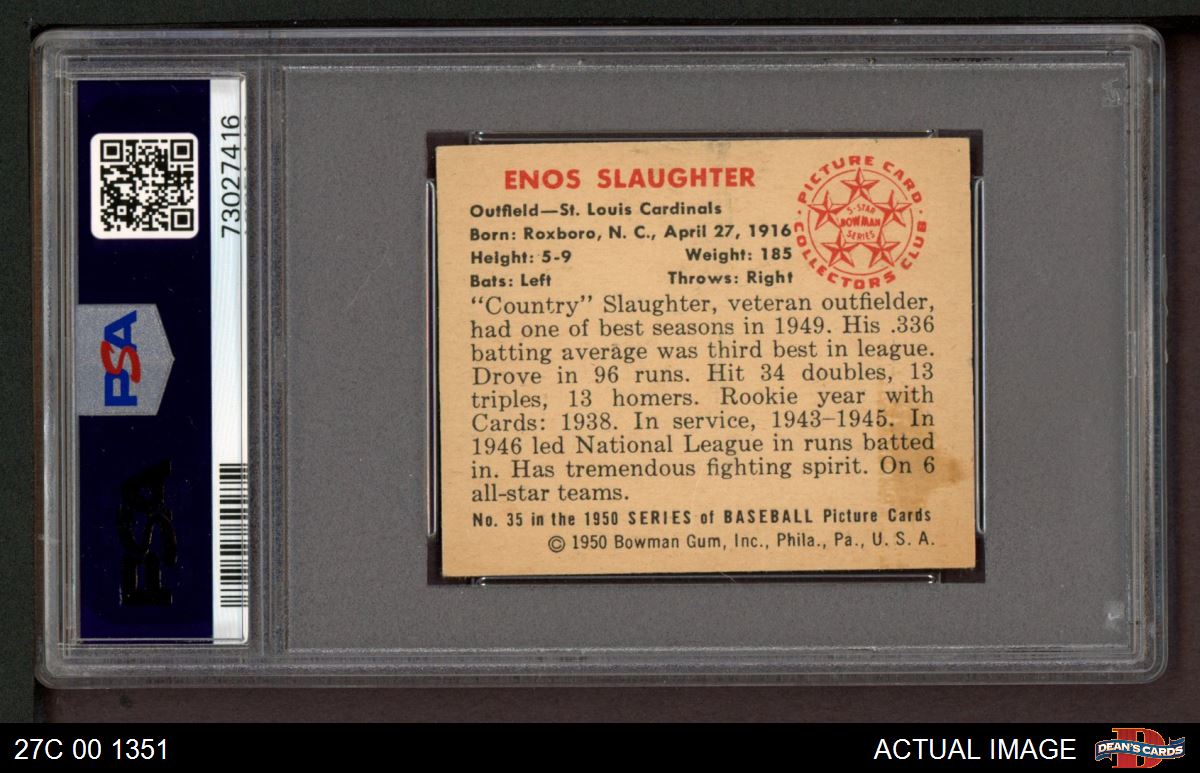 73027416
PSA
PSA
ENOS SLAUGHTER
Outfield—St. Louis Cardinals
Born: Roxboro, N. C., April 27, 1916
Height: 5-9 Weight: 185
Bats: Left Throws: Right
PICTURE CARD
COLLECTORS CLUB
5-STAR
BOWMAN
SERIES
"Country" Slaughter, veteran outfielder,
had one of best seasons in 1949. His .336
batting average was third best in league.
Drove in 96 runs. Hit 34 doubles, 13
triples, 13 homers. Rookie year with
Cards: 1938. In service, 1943-1945. In
1946 led National League in runs batted
in. Has tremendous fighting spirit. On 6
all-star teams.
No. 35 in the 1950 SERIES of BASEBALL Picture Cards
© 1950 Bowman Gum, Inc., Phila., Pa., U. S. A.
27C 00 1351
ACTUAL IMAGE
D
DEAN'S CARDS